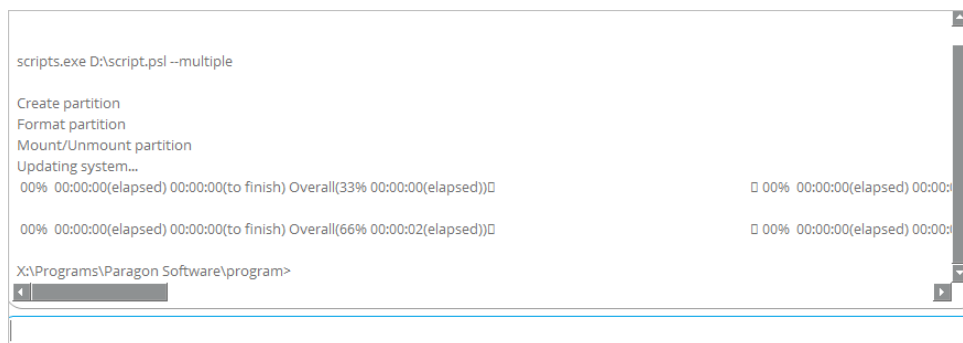 scripts.exe D:\script.psl --multiple
Create partition
Format partition
Mount/Unmount partition
Updating system...
00% 00:00:00(elapsed) 00:00:00(to finish) Overall(33% 00:00:00(elapsed))▯ ▯ 00% 00:00:00(elapsed) 00:00:
00% 00:00:00(elapsed) 00:00:00(to finish) Overall(66% 00:00:02(elapsed))▯ ▯ 00% 00:00:00(elapsed) 00:00:
X:\Programs\Paragon Software\program>